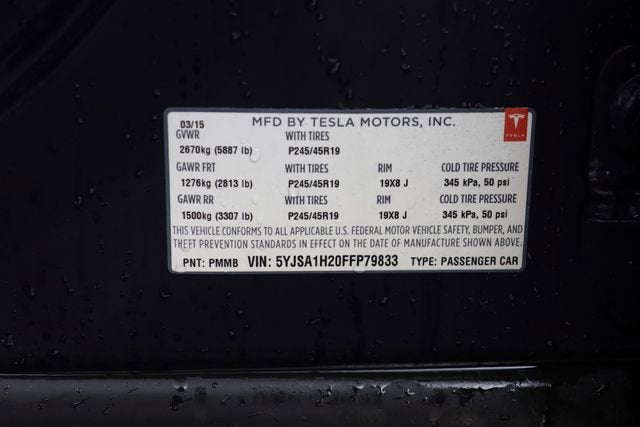 03/15 MFD BY TESLA MOTORS, INC.
TESLA
GVWR WITH TIRES
2670kg (5887 lb) P245/45R19
GAWR FRT WITH TIRES RIM COLD TIRE PRESSURE
1276kg (2813 lb) P245/45R19 19X8 J 345 kPa, 50 psi
GAWR RR WITH TIRES RIM COLD TIRE PRESSURE
1500kg (3307 lb) P245/45R19 19X8 J 345 kPa, 50 psi
THIS VEHICLE CONFORMS TO ALL APPLICABLE U.S. FEDERAL MOTOR VEHICLE SAFETY, BUMPER, AND
THEFT PREVENTION STANDARDS IN EFFECT ON THE DATE OF MANUFACTURE SHOWN ABOVE.
PNT: PMMB VIN: 5YJSA1H20FFP79833 TYPE: PASSENGER CAR